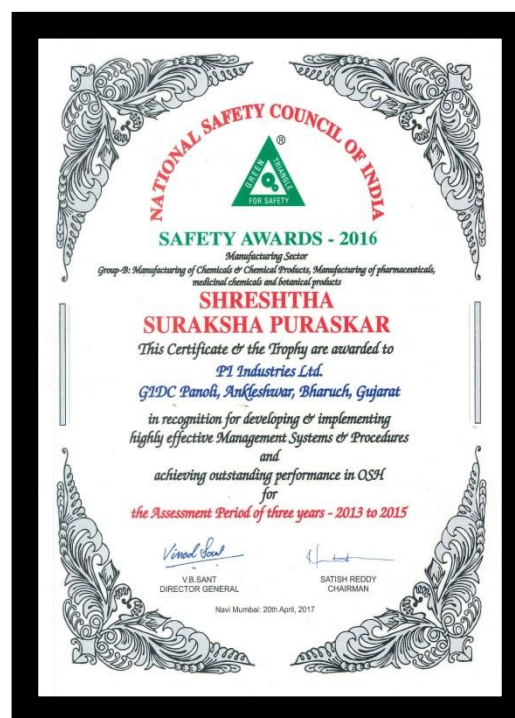 NATIONAL SAFETY COUNCIL OF INDIA
®
GREEN TRIANGLE
FOR SAFETY
SAFETY AWARDS - 2016
Manufacturing Sector
Group-B: Manufacturing of Chemicals & Chemical Products, Manufacturing of pharmaceuticals,
medicinal chemicals and botanical products
SHRESHTHA
SURAKSHA PURASKAR
This Certificate & the Trophy are awarded to
PI Industries Ltd.
GIDC Panoli, Ankleshwar, Bharuch, Gujarat
in recognition for developing & implementing
highly effective Management Systems & Procedures
and
achieving outstanding performance in OSH
for
the Assessment Period of three years - 2013 to 2015
V.B.SANT
SATISH REDDY
DIRECTOR GENERAL
CHAIRMAN
Navi Mumbai: 20th April, 2017